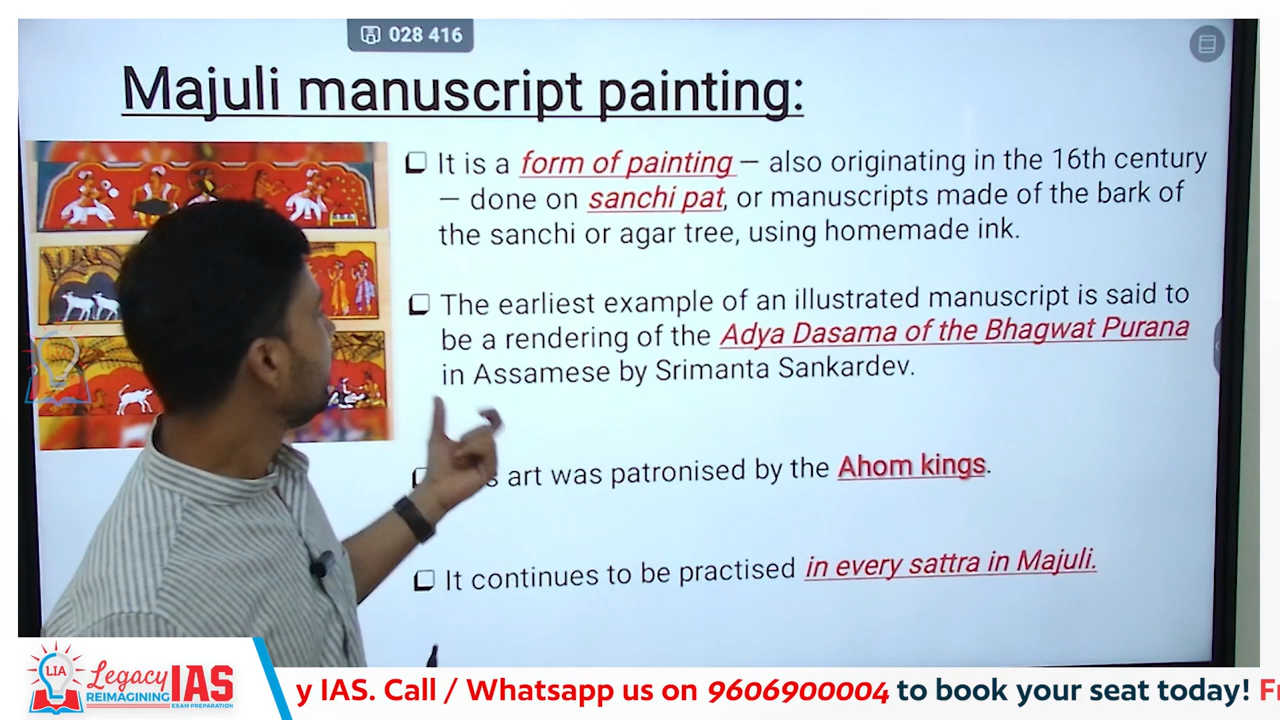 028 416
Majuli manuscript painting:
It is a form of painting – also originating in the 16th century
– done on sanchi pat, or manuscripts made of the bark of
the sanchi or agar tree, using homemade ink.
The earliest example of an illustrated manuscript is said to
be a rendering of the Adya Dasama of the Bhagwat Purana
in Assamese by Srimanta Sankardev.
art was patronised by the Ahom kings.
It continues to be practised in every sattra in Majuli.
LIA
Legacy IAS
REIMAGINING
EXAM PREPARATION
y IAS. Call / Whatsapp us on 9606900004 to book your seat today! Fr